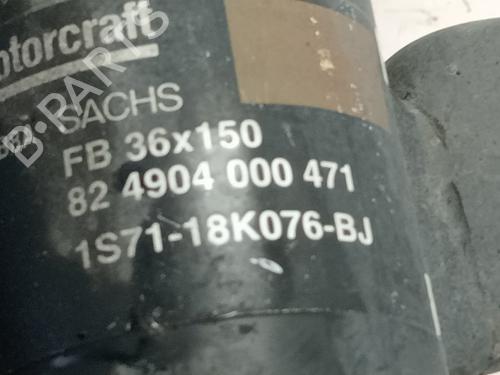 otorcraft
SACHS
FB 36x150
82 4904 000 471
1S71-18K076-BJ
B-PARTS